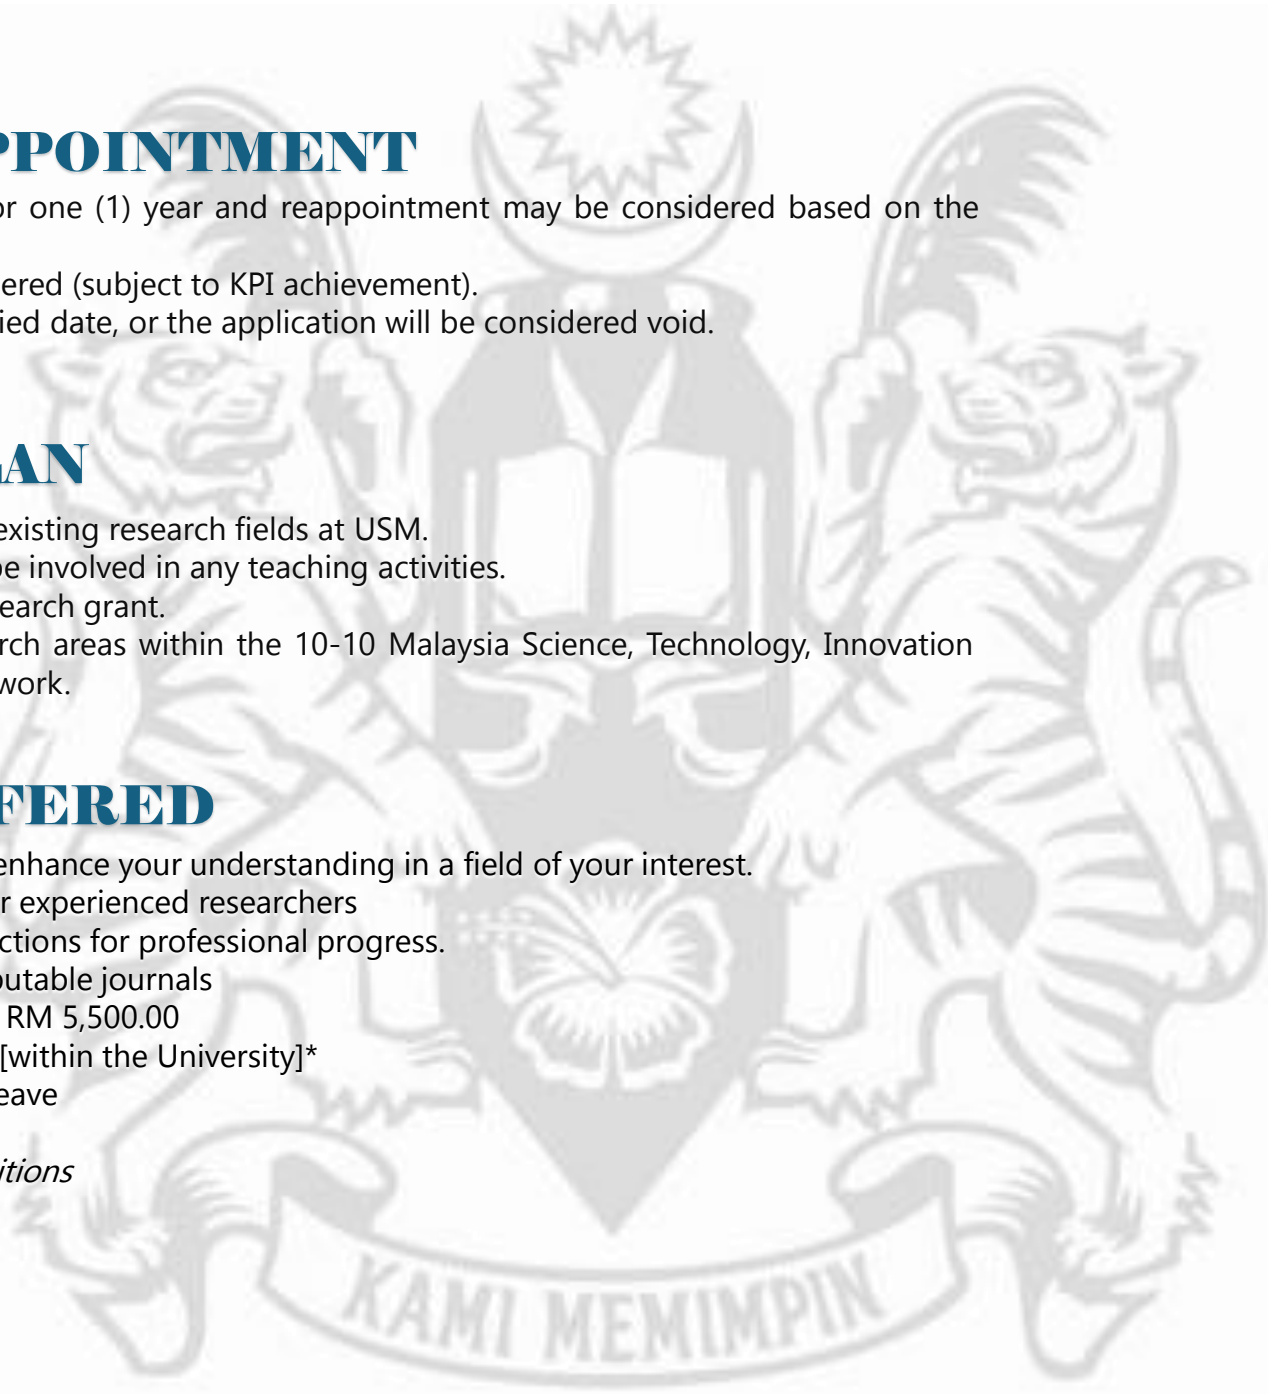 PPOINTMENT
or one (1) year and reappointment may be considered based on the
ered (subject to KPI achievement).
ied date, or the application will be considered void.
AN
existing research fields at USM.
be involved in any teaching activities.
earch grant.
rch areas within the 10-10 Malaysia Science, Technology, Innovation
work.
FERED
enhance your understanding in a field of your interest.
r experienced researchers
ctions for professional progress.
putable journals
RM 5,500.00
[within the University]*
eave
itions
KAMI MEMIMPIN